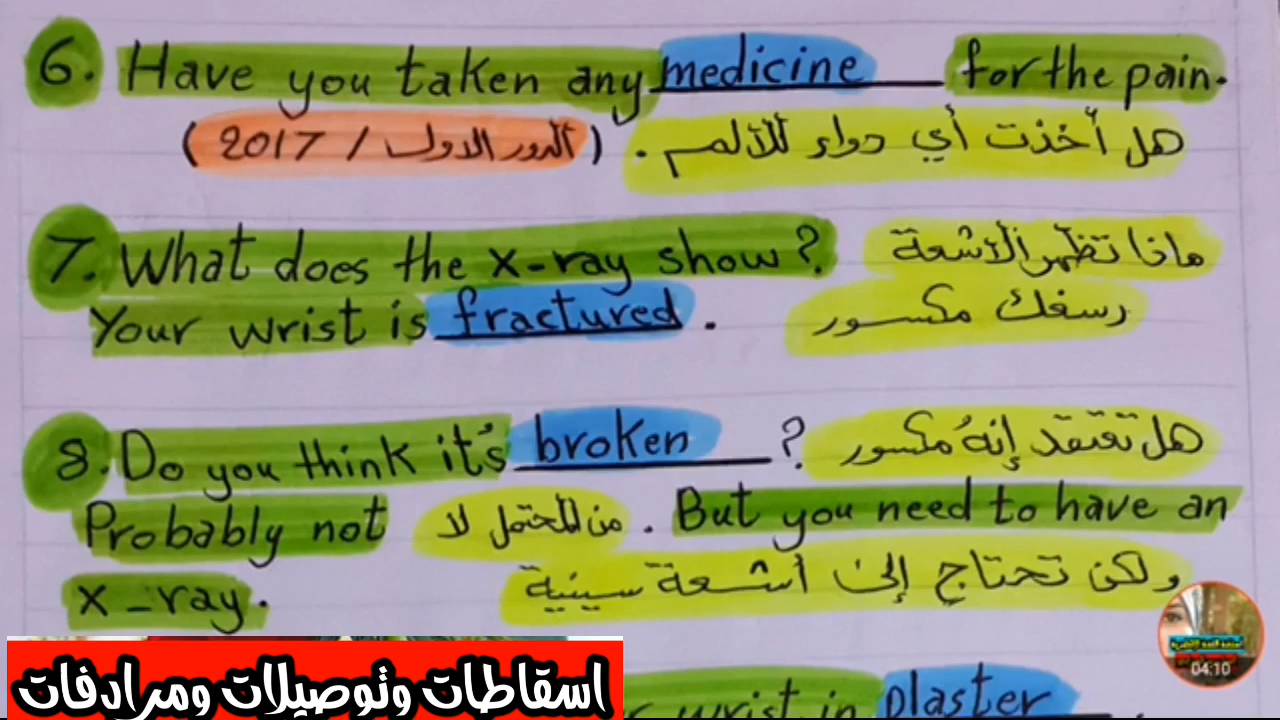 6. Have you taken any medicine for the pain.
هل أخذت أي دواء للألم . (الدور الاول / 2017)
7. What does the x-ray show? ماذا تظهر الأشعة
Your wrist is fractured. رسغك مكسور
8. Do you think it's broken ? هل تعتقد إنهُ مكسور
Probably not من المحتمل لا . But you need to have an
x-ray. ولكن تحتاج إلى أشعة سينية
wrist in plaster
اسقاطات وتوصيلات ومرادفات
04:10